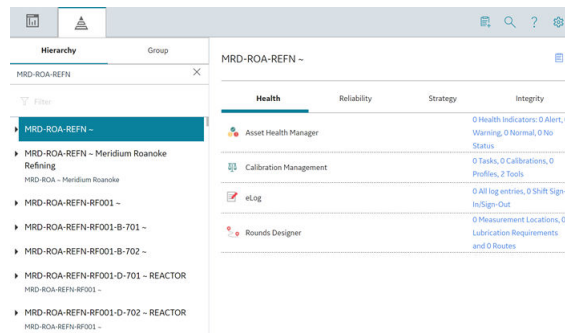 Hierarchy
Group
MRD-ROA-REFN
Filter
MRD-ROA-REFN ~
MRD-ROA-REFN ~ Meridium Roanoke
Refining
MRD-ROA ~ Meridium Roanoke
MRD-ROA-REFN-RF001 ~
MRD-ROA-REFN-RF001-B-701 ~
MRD-ROA-REFN-RF001-B-702 ~
MRD-ROA-REFN-RF001-D-701 ~ REACTOR
MRD-ROA-REFN-RF001 ~
MRD-ROA-REFN-RF001-D-702 ~ REACTOR
MRD-ROA-REFN-RF001 ~
MRD-ROA-REFN ~
Health
Reliability
Strategy
Integrity
Asset Health Manager
0 Health Indicators: 0 Alert,
Warning, 0 Normal, 0 No
Status
Calibration Management
0 Tasks, 0 Calibrations, 0
Profiles, 2 Tools
eLog
0 All log entries, 0 Shift Sign-
In/Sign-Out
Rounds Designer
0 Measurement Locations, 0
Lubrication Requirements
and 0 Routes